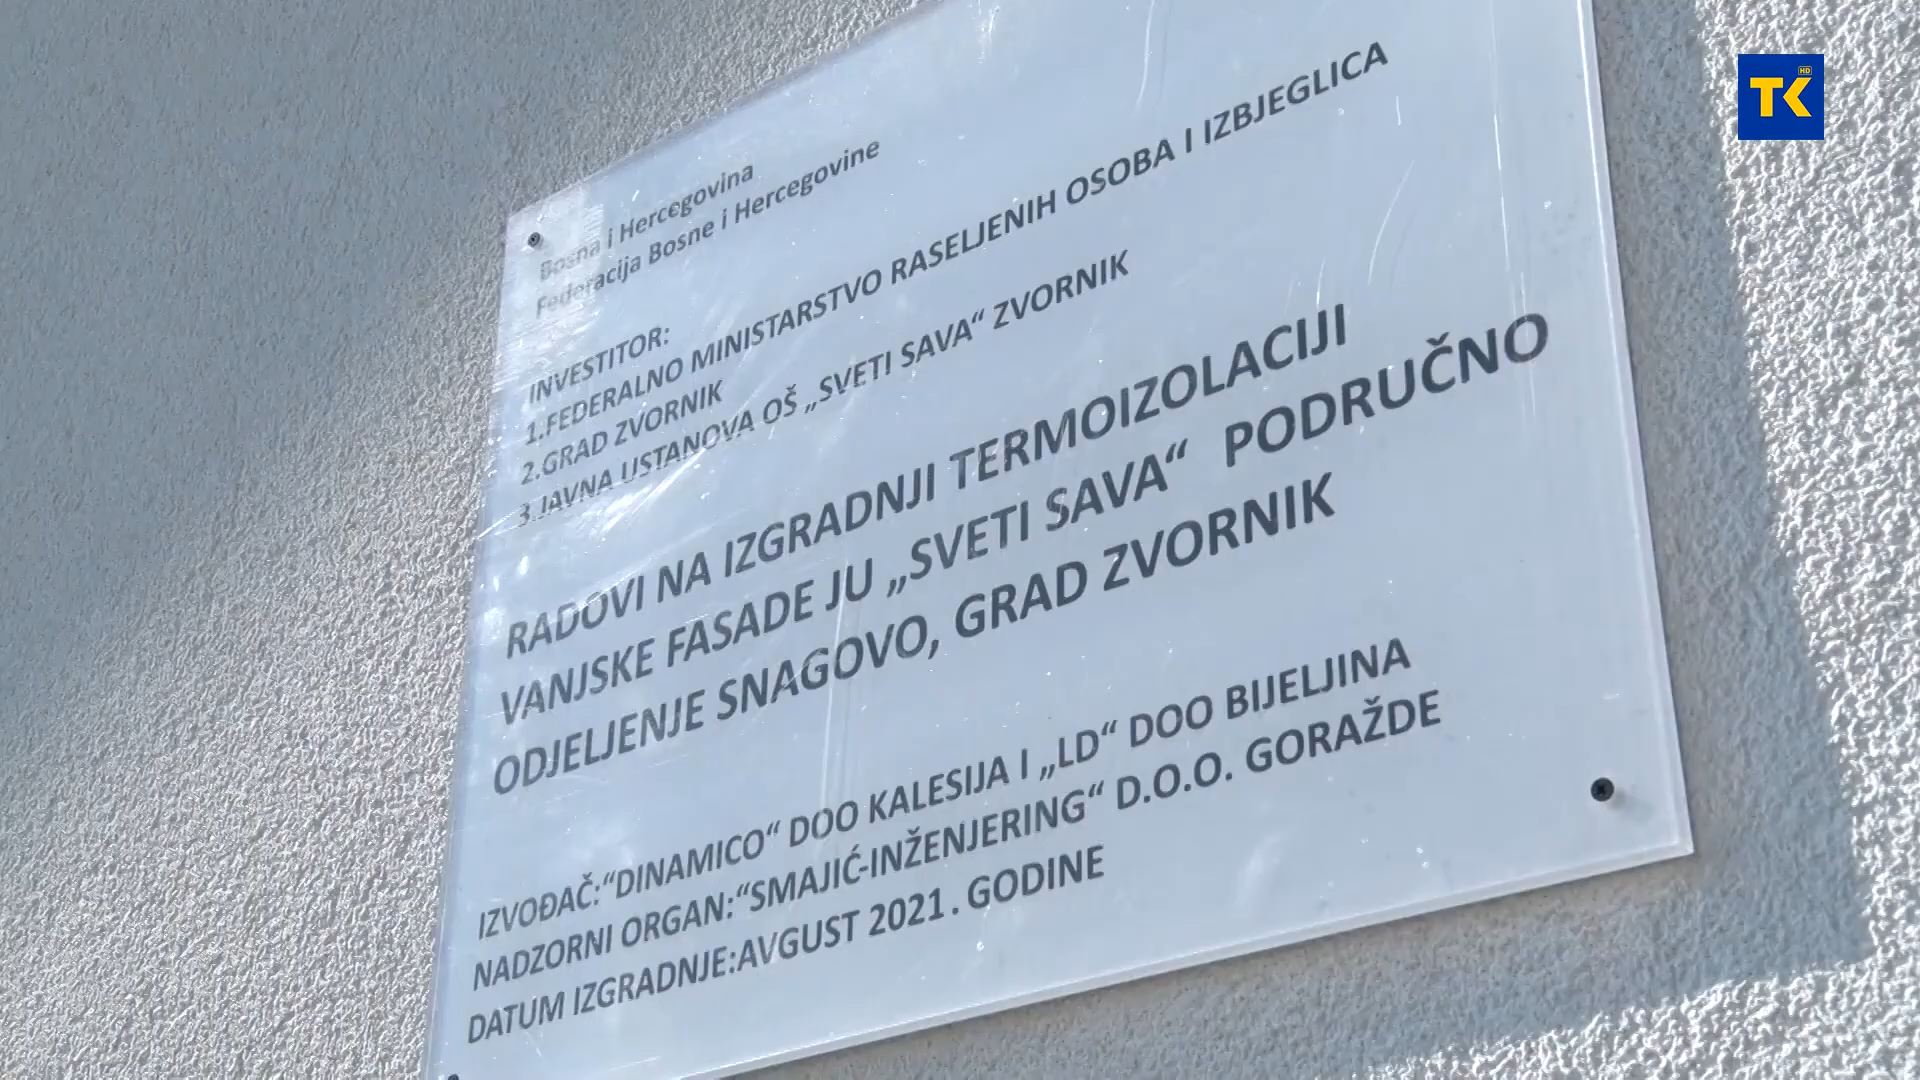 Bosna i Hercegovina
Federacija Bosne i Hercegovine
INVESTITOR:
1.FEDERALNO MINISTARSTVO RASELJENIH OSOBA I IZBJEGLICA
2.GRAD ZVORNIK
3.JAVNA USTANOVA OŠ „SVETI SAVA“ ZVORNIK
RADOVI NA IZGRADNJI TERMOIZOLACIJI
VANJSKE FASADE JU „SVETI SAVA“ PODRUČNO
ODJELJENJE SNAGOVO, GRAD ZVORNIK
IZVOĐAČ:“DINAMICO“ DOO KALESIJA I „LD“ DOO BIJELJINA
NADZORNI ORGAN:“SMAJIĆ-INŽENJERING“ D.O.O. GORAŽDE
DATUM IZGRADNJE:AVGUST 2021. GODINE
TK HD